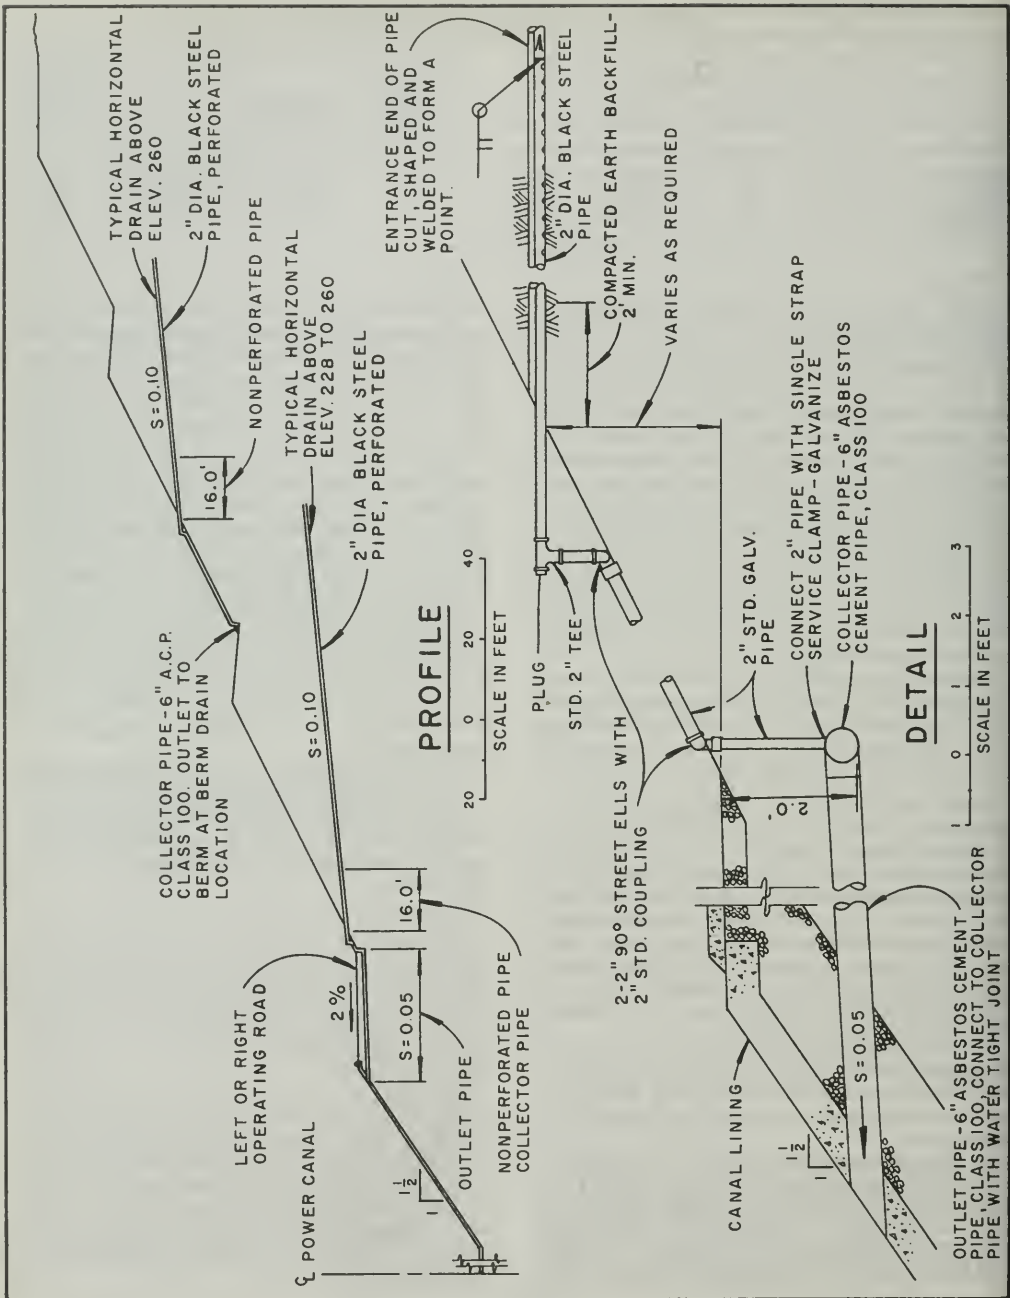 TYPICAL HORIZONTAL
DRAIN ABOVE
ELEV. 260
2" DIA. BLACK STEEL
PIPE, PERFORATED
S=0.10
16.0'
NONPERFORATED PIPE
COLLECTOR PIPE-6" A.C.P.
CLASS 100. OUTLET TO
BERM AT BERM DRAIN
LOCATION
TYPICAL HORIZONTAL
DRAIN ABOVE
ELEV. 228 TO 260
2" DIA BLACK STEEL
PIPE, PERFORATED
S=0.10
LEFT OR RIGHT
OPERATING ROAD
2%
16.0'
S=0.05
OUTLET PIPE
NONPERFORATED PIPE
COLLECTOR PIPE
℄ POWER CANAL
1 1/2
1
PROFILE
20 0 20 40
SCALE IN FEET
ENTRANCE END OF PIPE
CUT, SHAPED AND
WELDED TO FORM A
POINT.
2" DIA. BLACK STEEL
PIPE
COMPACTED EARTH BACKFILL-
2' MIN.
VARIES AS REQUIRED
PLUG
STD. 2" TEE
2-2" 90° STREET ELLS WITH
2" STD. COUPLING
2" STD. GALV.
PIPE
CONNECT 2" PIPE WITH SINGLE STRAP
SERVICE CLAMP-GALVANIZE
COLLECTOR PIPE-6" ASBESTOS
CEMENT PIPE, CLASS 100
2.0'
CANAL LINING
1 1/2
1
S=0.05
OUTLET PIPE-6" ASBESTOS CEMENT
PIPE, CLASS 100, CONNECT TO COLLECTOR
PIPE, WITH WATER TIGHT JOINT
DETAIL
1 0 1 2 3
SCALE IN FEET